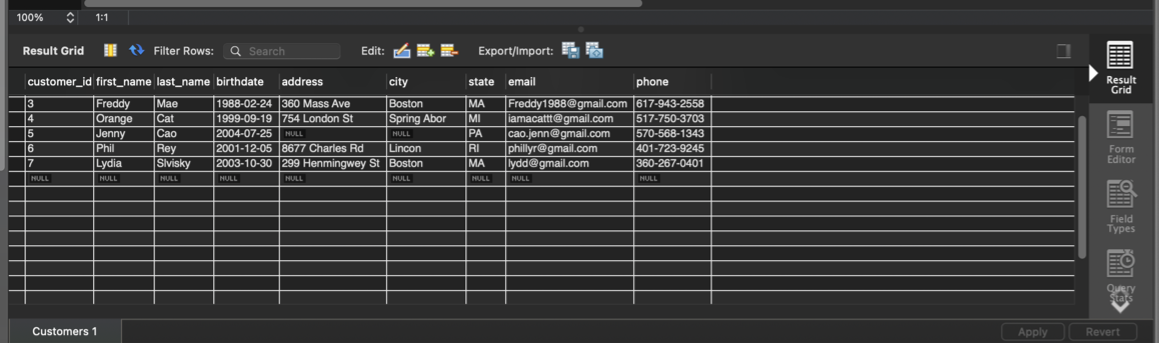 100% 1:1
Result Grid Filter Rows: Search Edit: Export/Import:
customer_id first_name last_name birthdate address city state email phone
3 Freddy Mae 1988-02-24 360 Mass Ave Boston MA Freddy1988@gmail.com 617-943-2558
4 Orange Cat 1999-09-19 754 London St Spring Abor MI iamacattt@gmail.com 517-750-3703
5 Jenny Cao 2004-07-25 NULL NULL PA cao.jenn@gmail.com 570-568-1343
6 Phil Rey 2001-12-05 8677 Charles Rd Lincon RI phillyr@gmail.com 401-723-9245
7 Lydia Slvisky 2003-10-30 299 Henmingwey St Boston MA lydd@gmail.com 360-267-0401
NULL NULL NULL NULL NULL NULL NULL NULL NULL
Result
Grid
Form
Editor
Field
Types
Query
Stats
Customers 1 Apply Revert